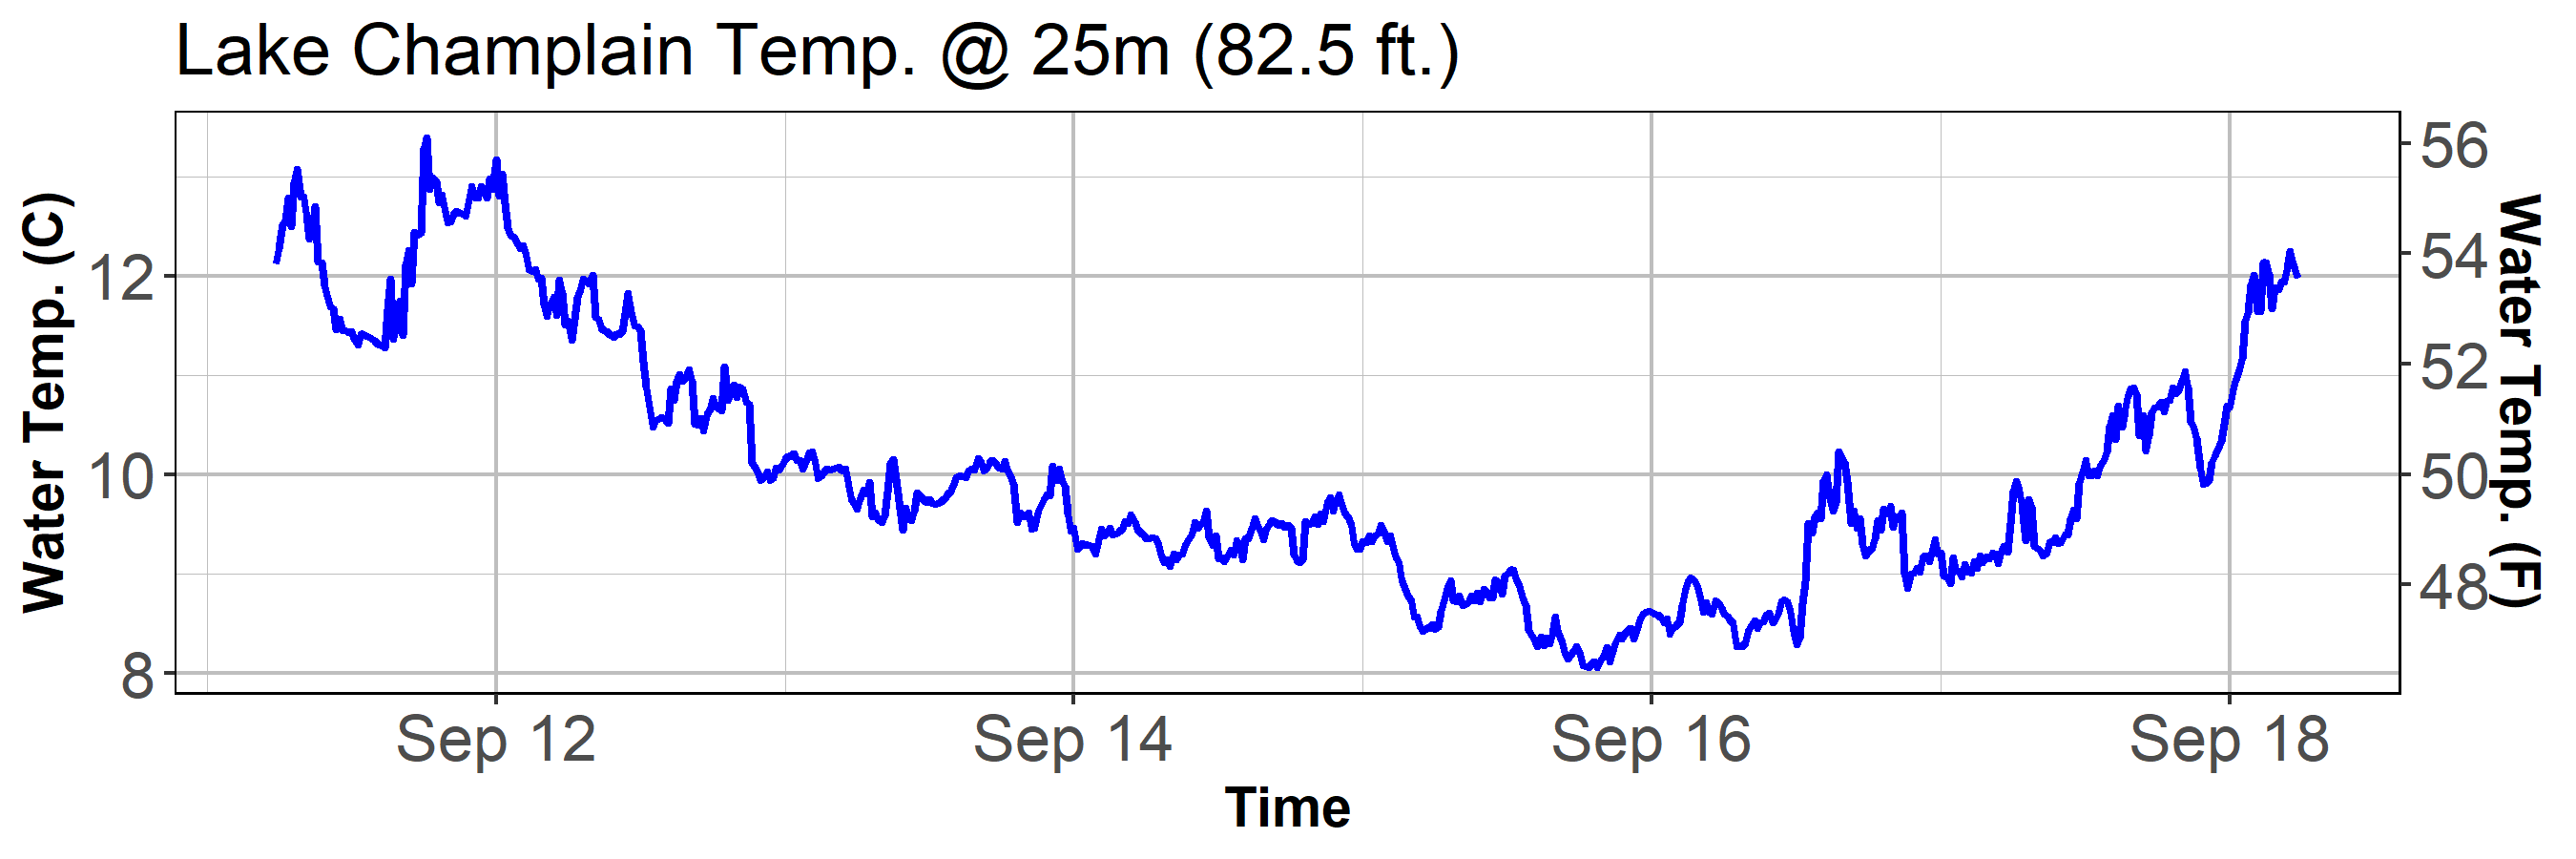 Lake Champlain Temp. @ 25m (82.5 ft.)
Water Temp. (C)
12
10
8
56
54
52
50
48
Water Temp. (F)
Sep 12
Sep 14
Sep 16
Sep 18
Time